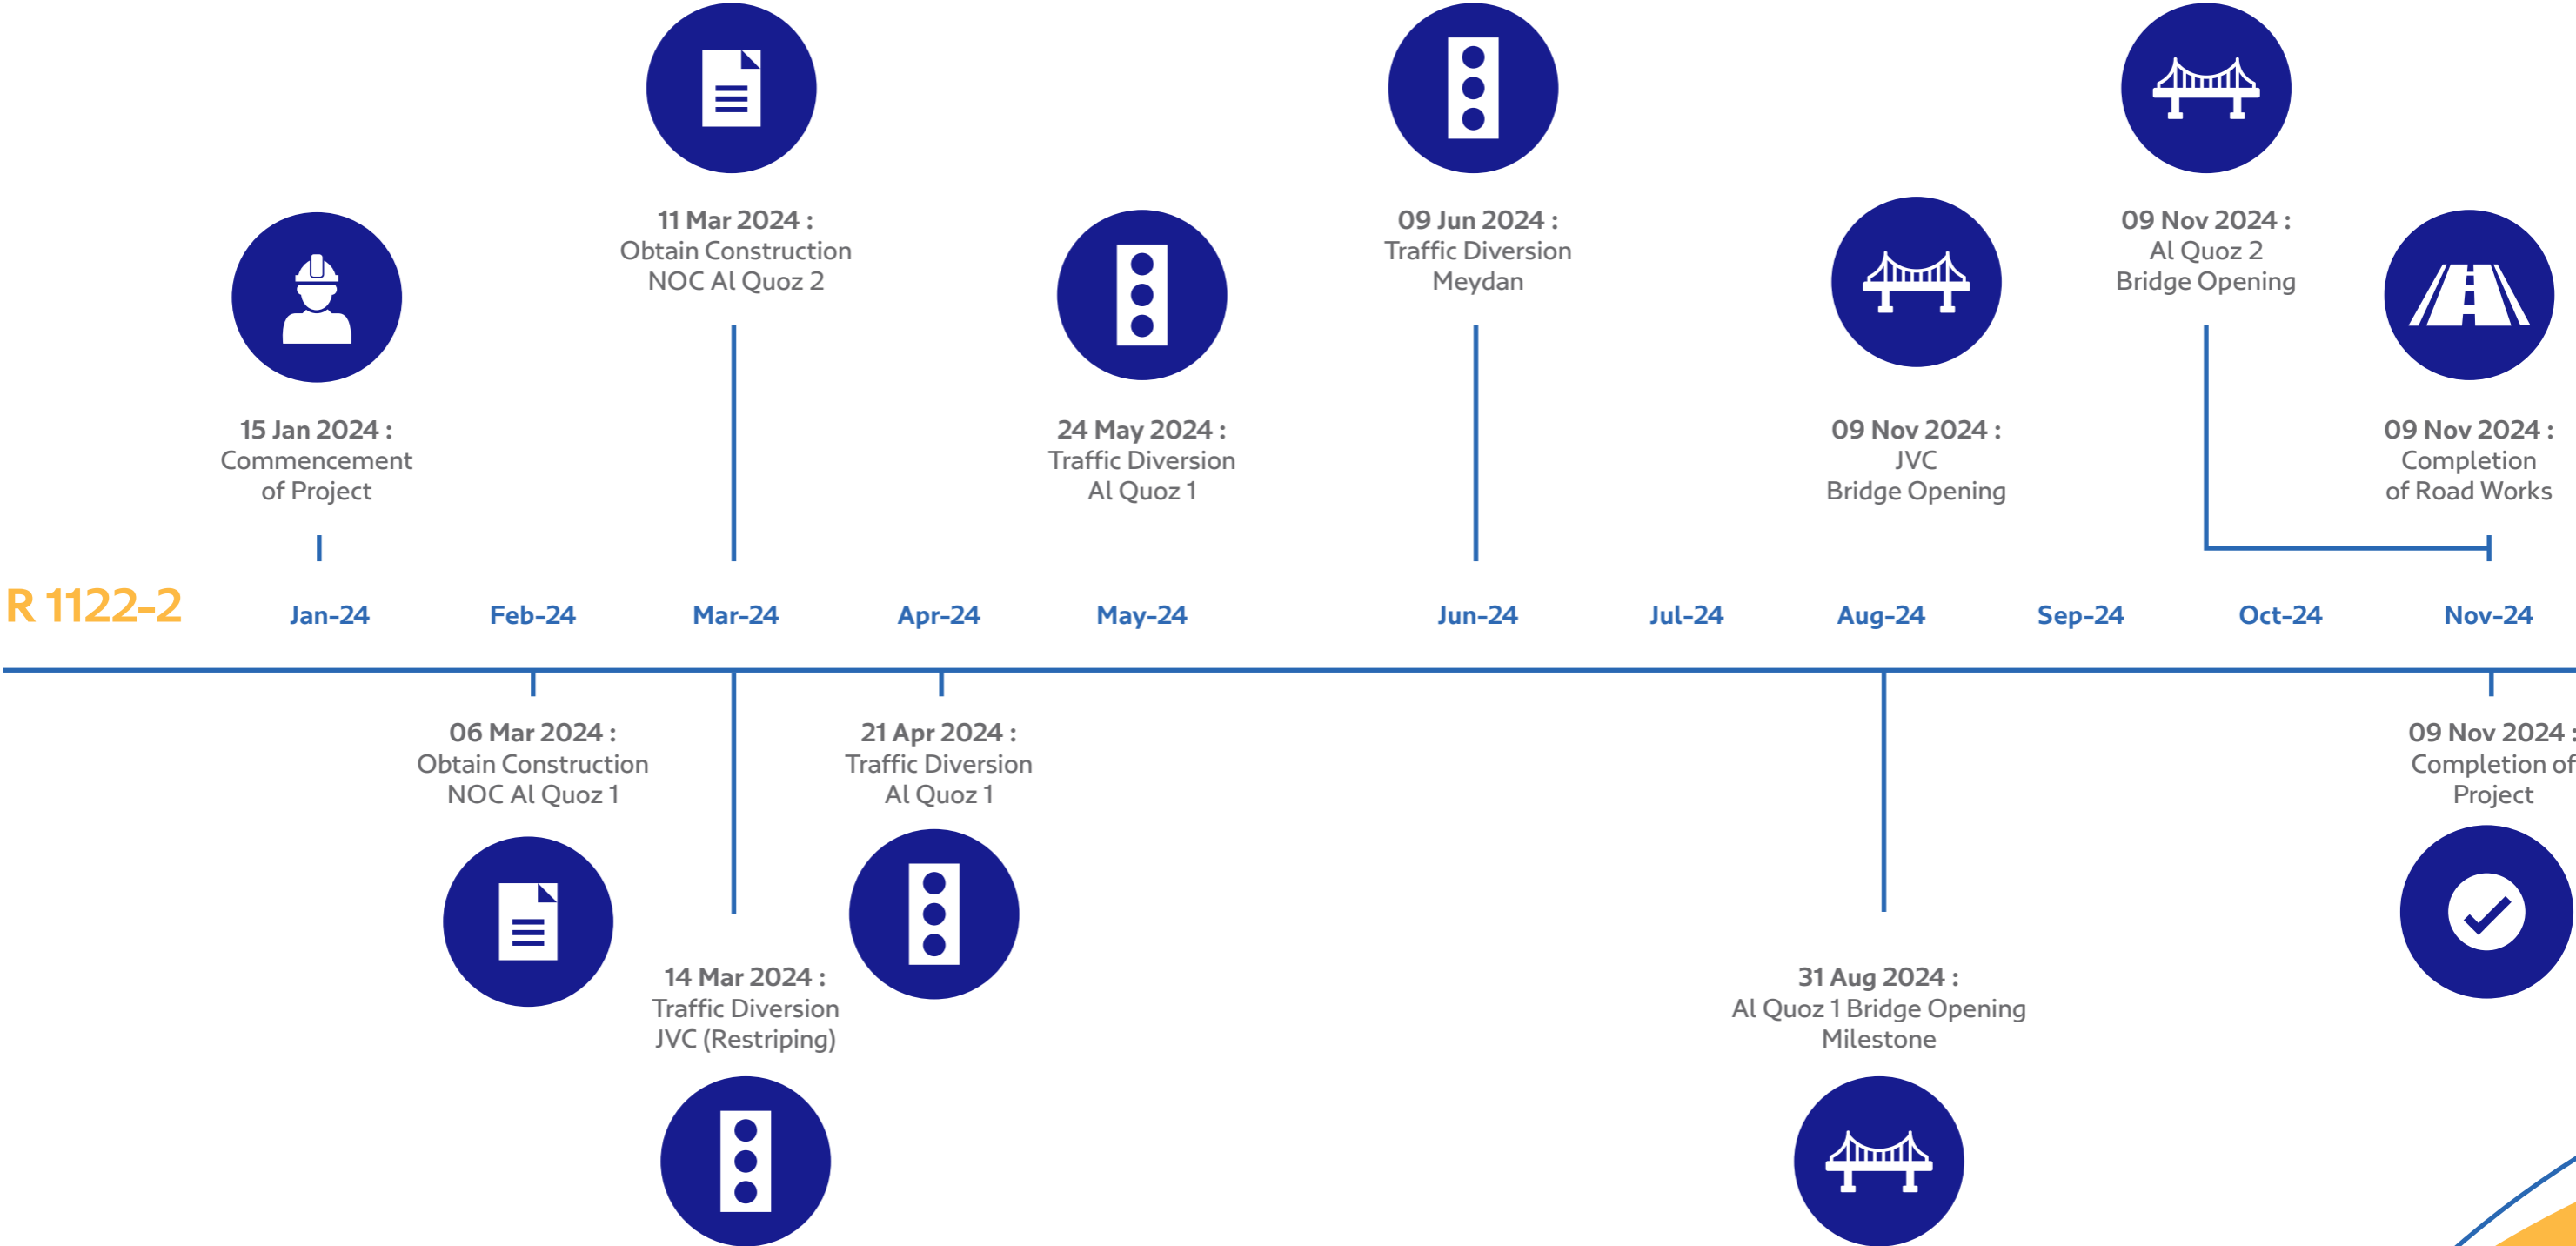 11 Mar 2024 :
Obtain Construction
NOC Al Quoz 2
09 Jun 2024 :
Traffic Diversion
Meydan
09 Nov 2024 :
Al Quoz 2
Bridge Opening
15 Jan 2024 :
Commencement
of Project
24 May 2024 :
Traffic Diversion
Al Quoz 1
09 Nov 2024 :
JVC
Bridge Opening
09 Nov 2024 :
Completion
of Road Works
R 1122-2
Jan-24
Feb-24
Mar-24
Apr-24
May-24
Jun-24
Jul-24
Aug-24
Sep-24
Oct-24
Nov-24
06 Mar 2024 :
Obtain Construction
NOC Al Quoz 1
21 Apr 2024 :
Traffic Diversion
Al Quoz 1
09 Nov 2024 :
Completion of
Project
14 Mar 2024 :
Traffic Diversion
JVC (Restriping)
31 Aug 2024 :
Al Quoz 1 Bridge Opening
Milestone